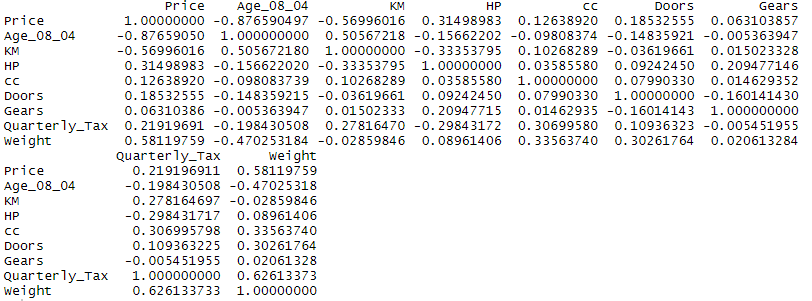 Price Age_08_04 KM HP cc Doors Gears
Price 1.00000000 -0.876590497 -0.56996016 0.31498983 0.12638920 0.18532555 0.063103857
Age_08_04 -0.87659050 1.000000000 0.50567218 -0.15662202 -0.09808374 -0.14835921 -0.005363947
KM -0.56996016 0.505672180 1.00000000 -0.33353795 0.10268289 -0.03619661 0.015023328
HP 0.31498983 -0.156622020 -0.33353795 1.00000000 0.03585580 0.09242450 0.209477146
cc 0.12638920 -0.098083739 0.10268289 0.03585580 1.00000000 0.07990330 0.014629352
Doors 0.18532555 -0.148359215 -0.03619661 0.09242450 0.07990330 1.00000000 -0.160141430
Gears 0.06310386 -0.005363947 0.01502333 0.20947715 0.01462935 -0.16014143 1.000000000
Quarterly_Tax 0.21919691 -0.198430508 0.27816470 -0.29843172 0.30699580 0.10936323 -0.005451955
Weight 0.58119759 -0.470253184 -0.02859846 0.08961406 0.33563740 0.30261764 0.020613284
Quarterly_Tax Weight
Price 0.219196911 0.58119759
Age_08_04 -0.198430508 -0.47025318
KM 0.278164697 -0.02859846
HP -0.298431717 0.08961406
cc 0.306995798 0.33563740
Doors 0.109363225 0.30261764
Gears -0.005451955 0.02061328
Quarterly_Tax 1.000000000 0.62613373
Weight 0.626133733 1.00000000